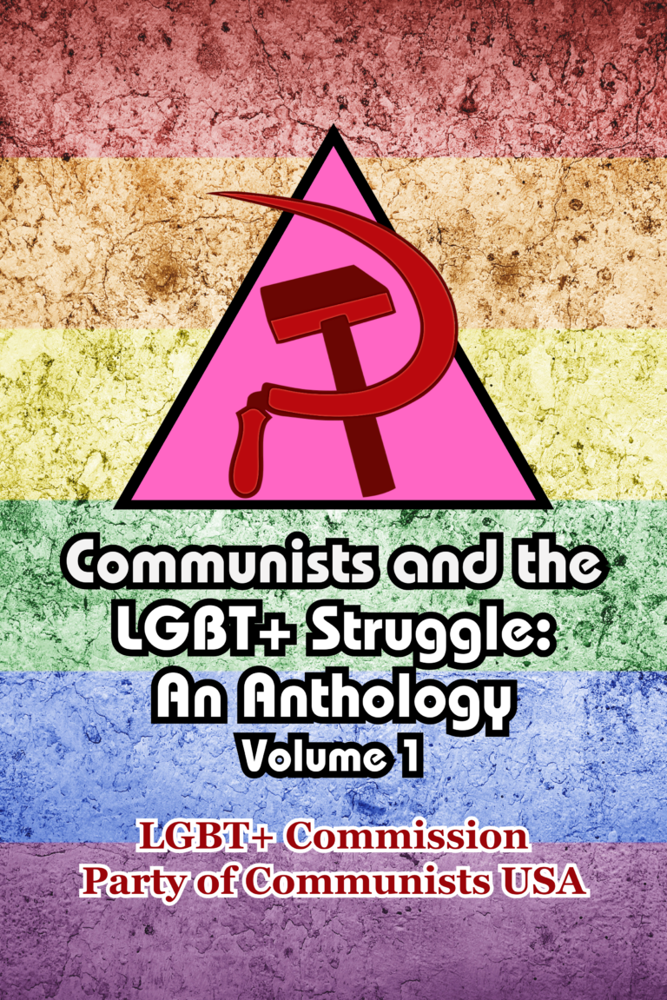 Communists and the
LGBT+ Struggle:
An Anthology
Volume 1
LGBT+ Commission
Party of Communists USA